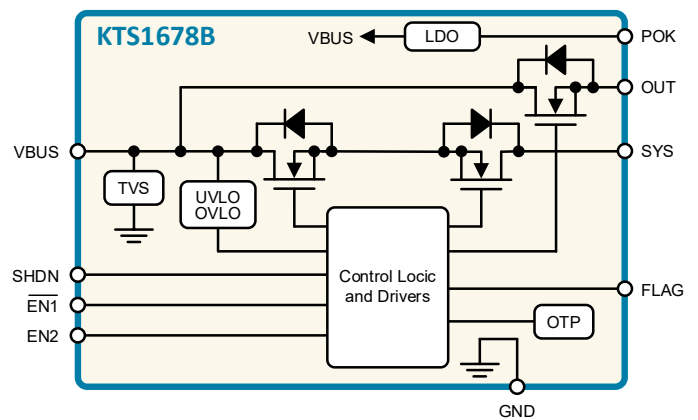 KTS1678B
VBUS
LDO
POK
OUT
VBUS
SYS
TVS
UVLO
OVLO
SHDN
Control Locic
and Drivers
FLAG
EN1
OTP
EN2
GND